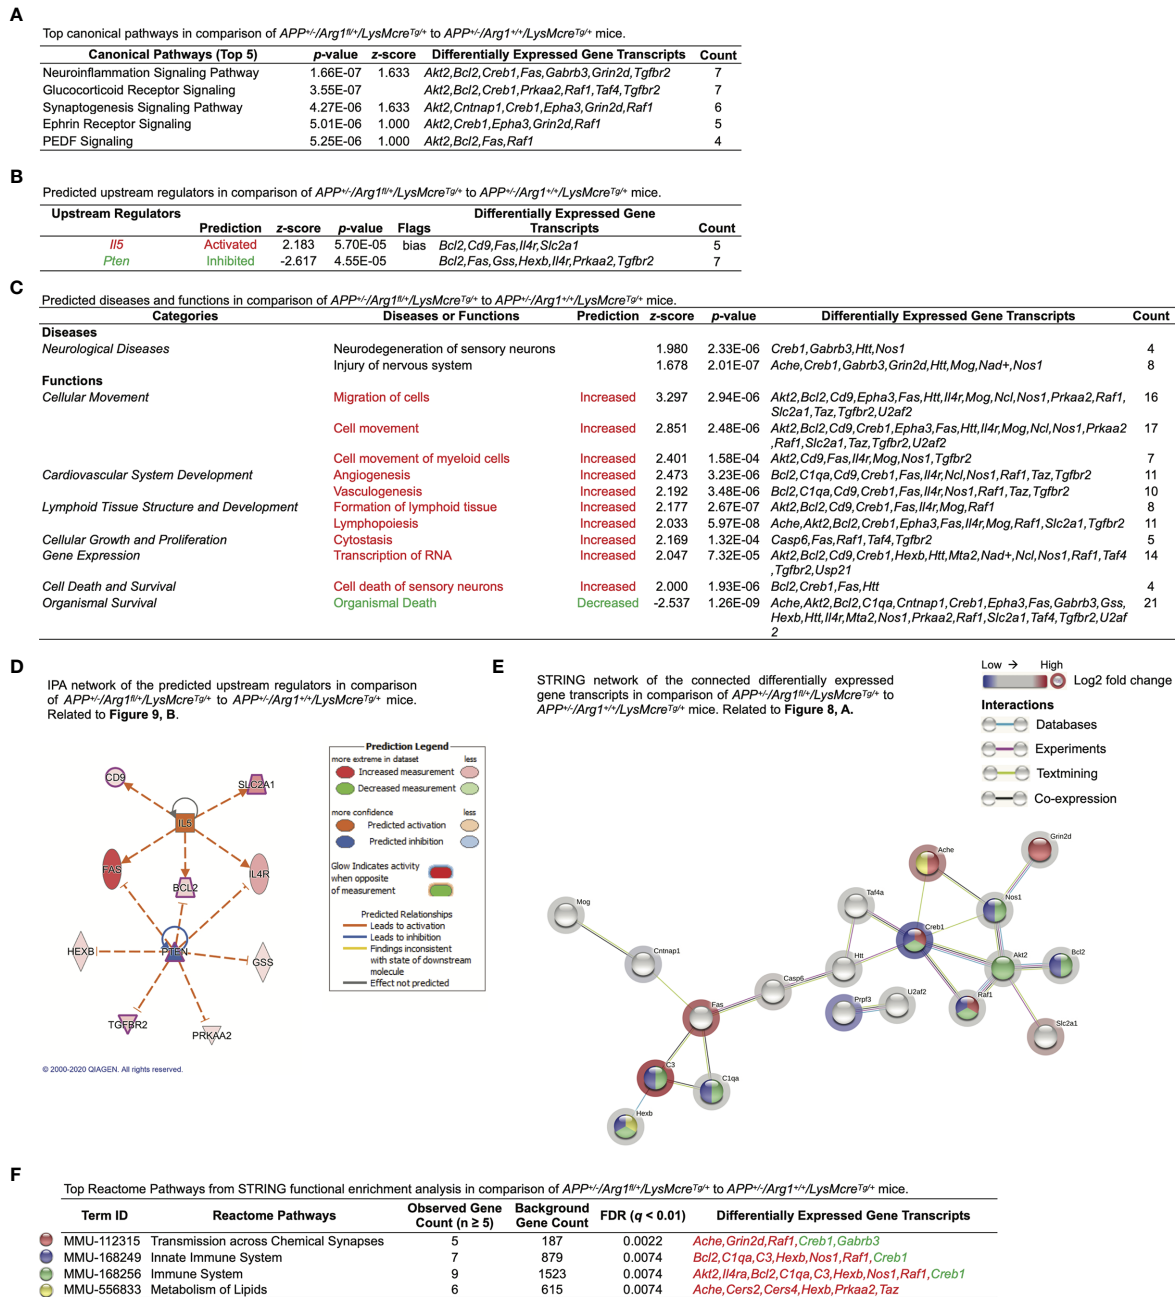 A
Top canonical pathways in comparison of APP+/-/Arg1fl/+/LysMcreTg/+ to APP+/-/Arg1+/+/LysMcreTg/+ mice.
Canonical Pathways (Top 5) p-value z-score Differentially Expressed Gene Transcripts Count
Neuroinflammation Signaling Pathway 1.66E-07 1.633 Akt2,Bcl2,Creb1,Fas,Gabrb3,Grin2d,Tgfbr2 7
Glucocorticoid Receptor Signaling 3.55E-07 Akt2,Bcl2,Creb1,Prkaa2,Raf1,Taf4,Tgfbr2 7
Synaptogenesis Signaling Pathway 4.27E-06 1.633 Akt2,Cntnap1,Creb1,Epha3,Grin2d,Raf1 6
Ephrin Receptor Signaling 5.01E-06 1.000 Akt2,Creb1,Epha3,Grin2d,Raf1 5
PEDF Signaling 5.25E-06 1.000 Akt2,Bcl2,Fas,Raf1 4
B
Predicted upstream regulators in comparison of APP+/-/Arg1fl/+/LysMcreTg/+ to APP+/-/Arg1+/+/LysMcreTg/+ mice.
Upstream Regulators Differentially Expressed Gene
Prediction z-score p-value Flags Transcripts Count
Il5 Activated 2.183 5.70E-05 bias Bcl2,Cd9,Fas,Il4r,Slc2a1 5
Pten Inhibited -2.617 4.55E-05 Bcl2,Fas,Gss,Hexb,Il4r,Prkaa2,Tgfbr2 7
C
Predicted diseases and functions in comparison of APP+/-/Arg1fl/+/LysMcreTg/+ to APP+/-/Arg1+/+/LysMcreTg/+ mice.
Categories Diseases or Functions Prediction z-score p-value Differentially Expressed Gene Transcripts Count
Diseases
Neurological Diseases Neurodegeneration of sensory neurons 1.980 2.33E-06 Creb1,Gabrb3,Htt,Nos1 4
Injury of nervous system 1.678 2.01E-07 Ache,Creb1,Gabrb3,Grin2d,Htt,Mog,Nad+,Nos1 8
Functions
Cellular Movement Migration of cells Increased 3.297 2.94E-06 Akt2,Bcl2,Cd9,Epha3,Fas,Htt,Il4r,Mog,Ncl,Nos1,Prkaa2,Raf1, 16
Slc2a1,Taz,Tgfbr2,U2af2
Cell movement Increased 2.851 2.48E-06 Akt2,Bcl2,Cd9,Creb1,Epha3,Fas,Htt,Il4r,Mog,Ncl,Nos1,Prkaa2 17
,Raf1,Slc2a1,Taz,Tgfbr2,U2af2
Cell movement of myeloid cells Increased 2.401 1.58E-04 Akt2,Cd9,Fas,Il4r,Mog,Nos1,Tgfbr2 7
Cardiovascular System Development Angiogenesis Increased 2.473 3.23E-06 Bcl2,C1qa,Cd9,Creb1,Fas,Il4r,Ncl,Nos1,Raf1,Taz,Tgfbr2 11
Vasculogenesis Increased 2.192 3.48E-06 Bcl2,C1qa,Cd9,Creb1,Fas,Il4r,Nos1,Raf1,Taz,Tgfbr2 10
Lymphoid Tissue Structure and Development Formation of lymphoid tissue Increased 2.177 2.67E-07 Akt2,Bcl2,Cd9,Creb1,Fas,Il4r,Mog,Raf1 8
Lymphopoiesis Increased 2.033 5.97E-08 Ache,Akt2,Bcl2,Creb1,Epha3,Fas,Il4r,Mog,Raf1,Slc2a1,Tgfbr2 11
Cellular Growth and Proliferation Cytostasis Increased 2.169 1.32E-04 Casp6,Fas,Raf1,Taf4,Tgfbr2 5
Gene Expression Transcription of RNA Increased 2.047 7.32E-05 Akt2,Bcl2,Cd9,Creb1,Hexb,Htt,Mta2,Nad+,Ncl,Nos1,Raf1,Taf4 14
,Tgfbr2,Usp21
Cell Death and Survival Cell death of sensory neurons Increased 2.000 1.93E-06 Bcl2,Creb1,Fas,Htt 4
Organismal Survival Organismal Death Decreased -2.537 1.26E-09 Ache,Akt2,Bcl2,C1qa,Cntnap1,Creb1,Epha3,Fas,Gabrb3,Gss, 21
Hexb,Htt,Il4r,Mta2,Nos1,Prkaa2,Raf1,Slc2a1,Taf4,Tgfbr2,U2af
2
D
IPA network of the predicted upstream regulators in comparison
of APP+/-/Arg1fl/+/LysMcreTg/+ to APP+/-/Arg1+/+/LysMcreTg/+ mice.
Related to Figure 9, B.
CD9
SLC2A1
IL5
FAS
BCL2
IL4R
HEXB
PTEN
GSS
TGFBR2
PRKAA2
Prediction Legend
more extreme in dataset less
Increased measurement
Decreased measurement
more confidence less
Predicted activation
Predicted inhibition
Glow Indicates activity
when opposite
of measurement
Predicted Relationships
Leads to activation
Leads to inhibition
Findings inconsistent
with state of downstream
molecule
Effect not predicted
© 2000-2020 QIAGEN. All rights reserved.
E
STRING network of the connected differentially expressed
gene transcripts in comparison of APP+/-/Arg1fl/+/LysMcreTg/+ to
APP+/-/Arg1+/+/LysMcreTg/+ mice. Related to Figure 8, A.
Low → High
Log2 fold change
Interactions
Databases
Experiments
Textmining
Co-expression
Grin2d
Ache
Taf4a
Nos1
Mog
Creb1
Cntnap1
Htt
Akt2
Bcl2
Casp6
Raf1
U2af2
Prpf3
Fas
Slc2a1
C3
C1qa
Hexb
F
Top Reactome Pathways from STRING functional enrichment analysis in comparison of APP+/-/Arg1fl/+/LysMcreTg/+ to APP+/-/Arg1+/+/LysMcreTg/+ mice.
Term ID Reactome Pathways Observed Gene Count (n ≥ 5) Background Gene Count FDR (q < 0.01) Differentially Expressed Gene Transcripts
MMU-112315 Transmission across Chemical Synapses 5 187 0.0022 Ache,Grin2d,Raf1,Creb1,Gabrb3
MMU-168249 Innate Immune System 7 879 0.0074 Bcl2,C1qa,C3,Hexb,Nos1,Raf1,Creb1
MMU-168256 Immune System 9 1523 0.0074 Akt2,Il4ra,Bcl2,C1qa,C3,Hexb,Nos1,Raf1,Creb1
MMU-556833 Metabolism of Lipids 6 615 0.0074 Ache,Cers2,Cers4,Hexb,Prkaa2,Taz